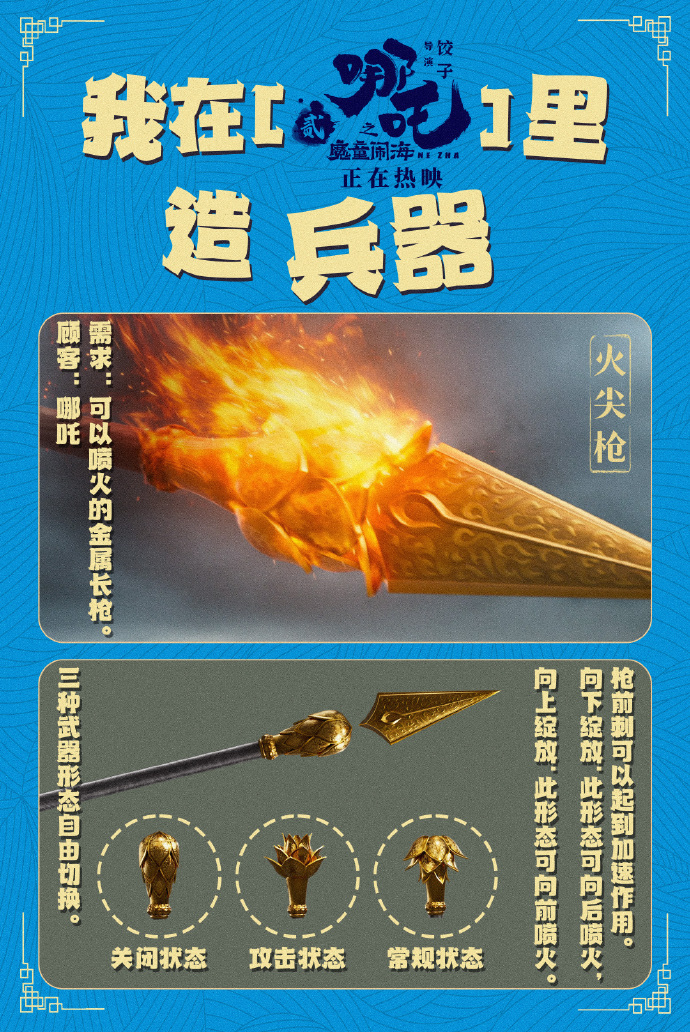 我在[
导演
饺子
哪吒
贰
之
魔童闹海
NE ZHA
正在热映
]里
造兵器
火尖枪
需求：可以喷火的金属长枪。
顾客：哪吒
枪前刺可以起到加速作用。
向下绽放：此形态可向后喷火，
向上绽放：此形态可向前喷火。
三种武器形态自由切换。
关闭状态
攻击状态
常规状态